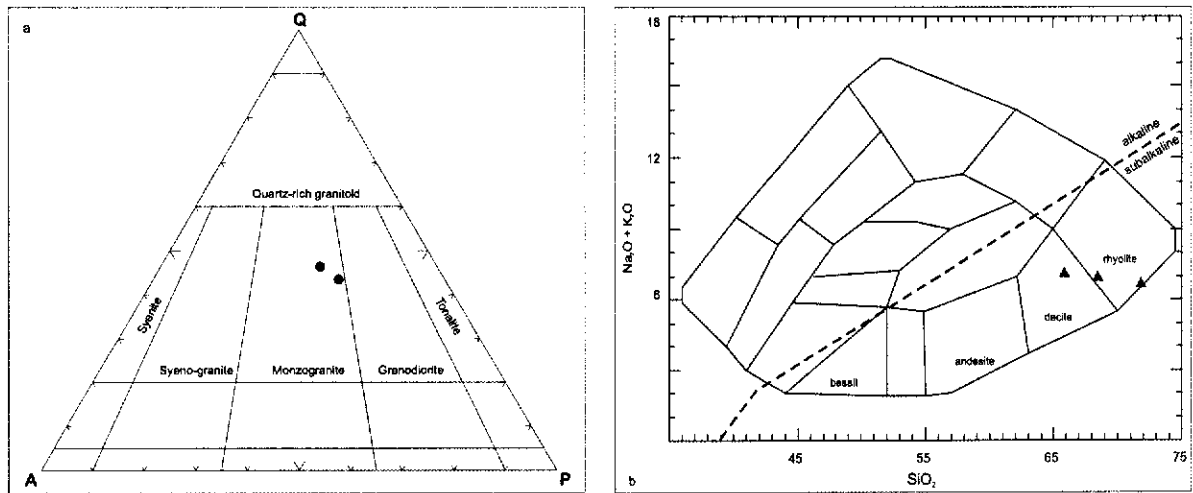 a
Q
Quartz-rich granitoid
Syenite
Tonalite
Syeno-granite
Monzogranite
Grenodiorite
A
P
18
12
6
Na₂O + K₂O
alkaline
subalkaline
rhyolite
decite
andesite
basalt
45
55
65
75
b
SiO₂